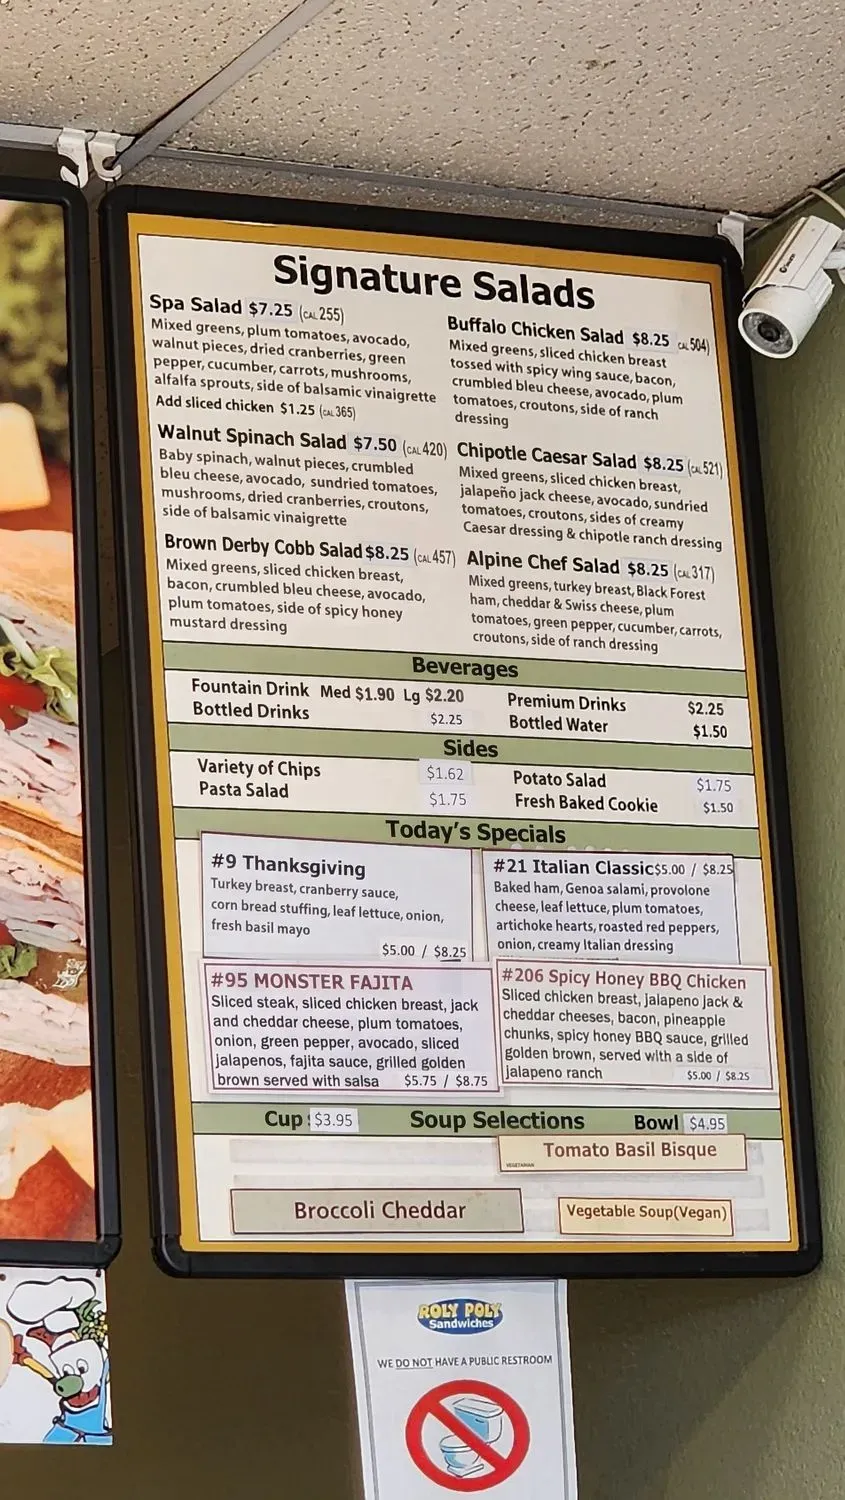 Signature Salads
Spa Salad $7.25 (CAL 255)
Mixed greens, plum tomatoes, avocado,
walnut pieces, dried cranberries, green
pepper, cucumber, carrots, mushrooms,
alfalfa sprouts, side of balsamic vinaigrette
Add sliced chicken $1.25 (CAL 365)
Walnut Spinach Salad $7.50 (CAL 420)
Baby spinach, walnut pieces, crumbled
bleu cheese, avocado, sundried tomatoes,
mushrooms, dried cranberries, croutons,
side of balsamic vinaigrette
Brown Derby Cobb Salad $8.25 (CAL 457)
Mixed greens, sliced chicken breast,
bacon, crumbled bleu cheese, avocado,
plum tomatoes, side of spicy honey
mustard dressing
Buffalo Chicken Salad $8.25 CAL 504)
Mixed greens, sliced chicken breast
tossed with spicy wing sauce, bacon,
crumbled bleu cheese, avocado, plum
tomatoes, croutons, side of ranch
dressing
Chipotle Caesar Salad $8.25 (CAL 521)
Mixed greens, sliced chicken breast,
jalapeño jack cheese, avocado, sundried
tomatoes, croutons, sides of creamy
Caesar dressing & chipotle ranch dressing
Alpine Chef Salad $8.25 (CAL 317)
Mixed greens, turkey breast, Black Forest
ham, cheddar & Swiss cheese, plum
tomatoes, green pepper, cucumber, carrots,
croutons, side of ranch dressing
Beverages
Fountain Drink Med $1.90 Lg $2.20
Bottled Drinks $2.25
Premium Drinks $2.25
Bottled Water $1.50
Sides
Variety of Chips $1.62
Pasta Salad $1.75
Potato Salad $1.75
Fresh Baked Cookie $1.50
Today's Specials
#9 Thanksgiving
Turkey breast, cranberry sauce,
corn bread stuffing, leaf lettuce, onion,
fresh basil mayo
$5.00 / $8.25
#21 Italian Classic $5.00 / $8.25
Baked ham, Genoa salami, provolone
cheese, leaf lettuce, plum tomatoes,
artichoke hearts, roasted red peppers,
onion, creamy Italian dressing
#95 MONSTER FAJITA
Sliced steak, sliced chicken breast, jack
and cheddar cheese, plum tomatoes,
onion, green pepper, avocado, sliced
jalapenos, fajita sauce, grilled golden
brown served with salsa $5.75 / $8.75
#206 Spicy Honey BBQ Chicken
Sliced chicken breast, jalapeno jack &
cheddar cheeses, bacon, pineapple
chunks, spicy honey BBQ sauce, grilled
golden brown, served with a side of
jalapeno ranch $5.00 / $8.25
Cup $3.95 Soup Selections Bowl $4.95
Tomato Basil Bisque
VEGETARIAN
Broccoli Cheddar
Vegetable Soup(Vegan)
ROLY POLY
Sandwiches
WE DO NOT HAVE A PUBLIC RESTROOM